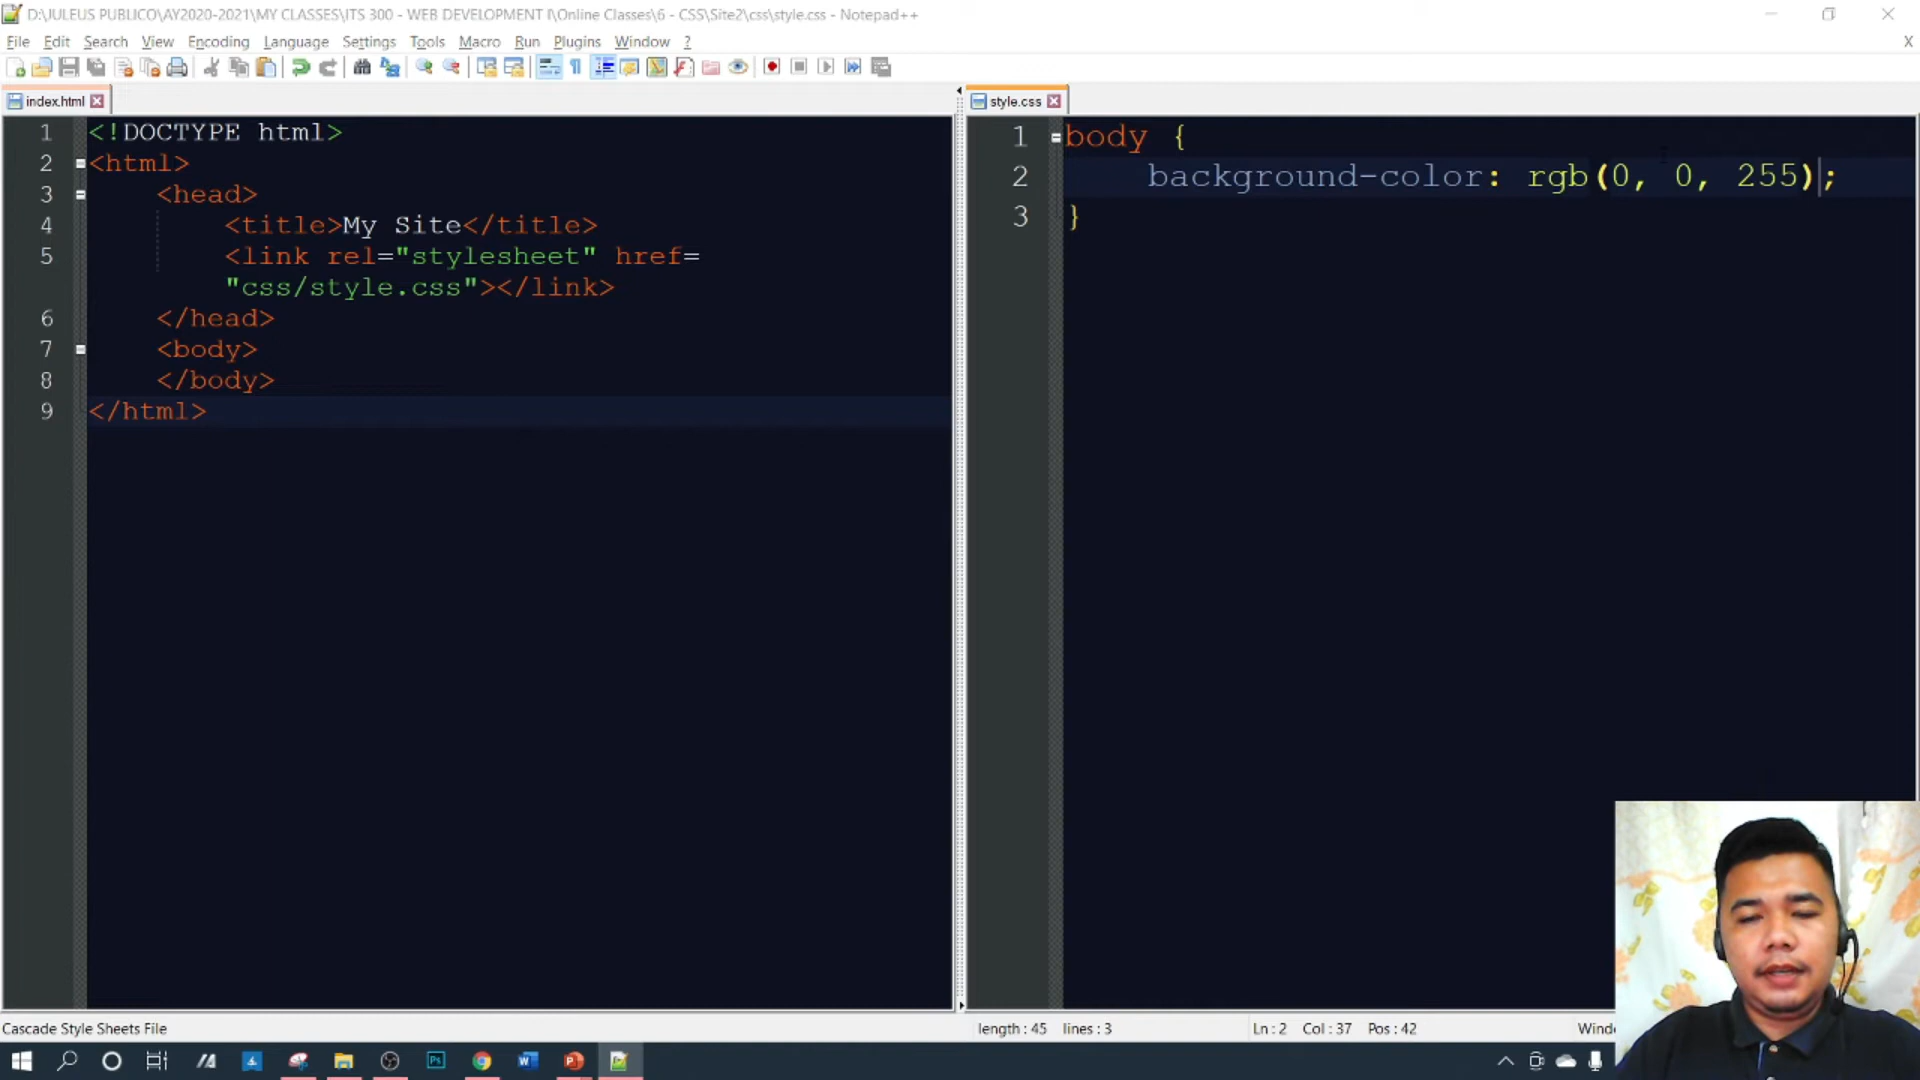 D:\JULEUS PUBLICO\AY2020-2021\MY CLASSES\ITS 300 - WEB DEVELOPMENT I\Online Classes\6 - CSS\Site2\css\style.css - Notepad++
File Edit Search View Encoding Language Settings Tools Macro Run Plugins Window ? X
index.html
1 <!DOCTYPE html>
2 <html>
3 <head>
4 <title>My Site</title>
5 <link rel="stylesheet" href=
"css/style.css"></link>
6 </head>
7 <body>
8 </body>
9 </html>
style.css
1 body {
2 background-color: rgb(0, 0, 255);
3 }
Cascade Style Sheets File length : 45 lines : 3 Ln : 2 Col : 37 Pos : 42